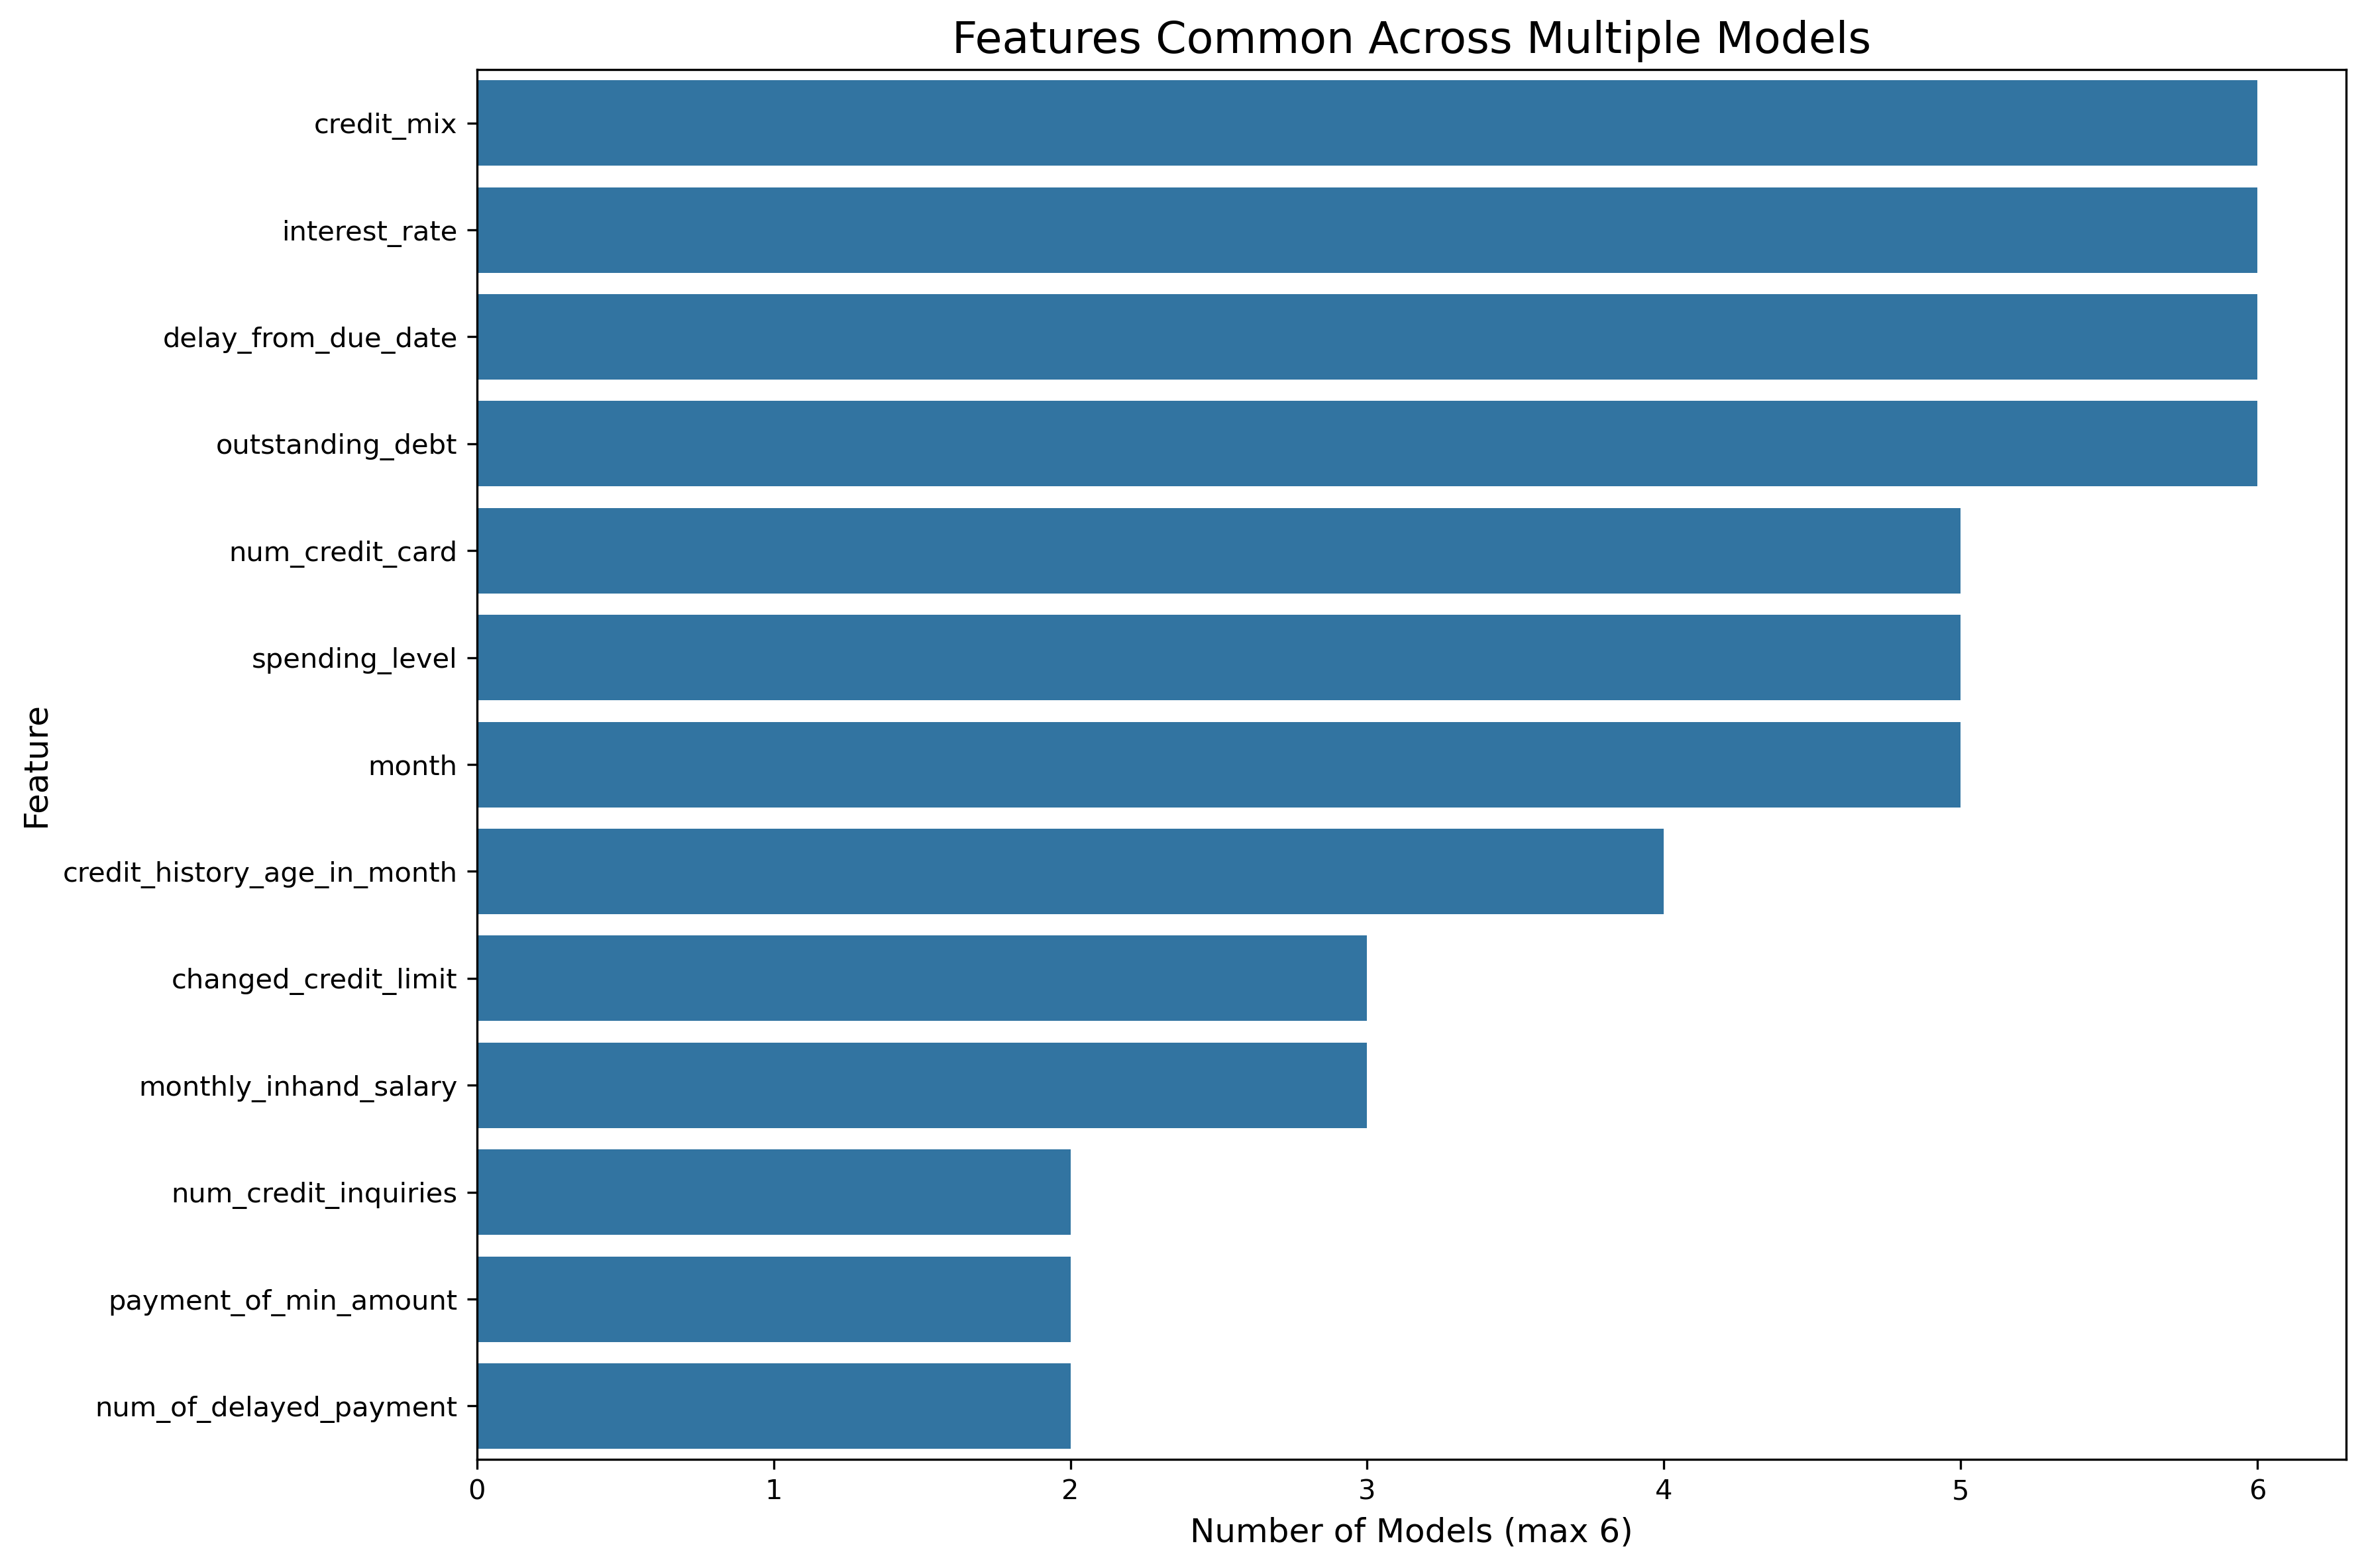 Features Common Across Multiple Models
credit_mix
interest_rate
delay_from_due_date
outstanding_debt
num_credit_card
spending_level
month
credit_history_age_in_month
changed_credit_limit
monthly_inhand_salary
num_credit_inquiries
payment_of_min_amount
num_of_delayed_payment
Feature
0 1 2 3 4 5 6
Number of Models (max 6)